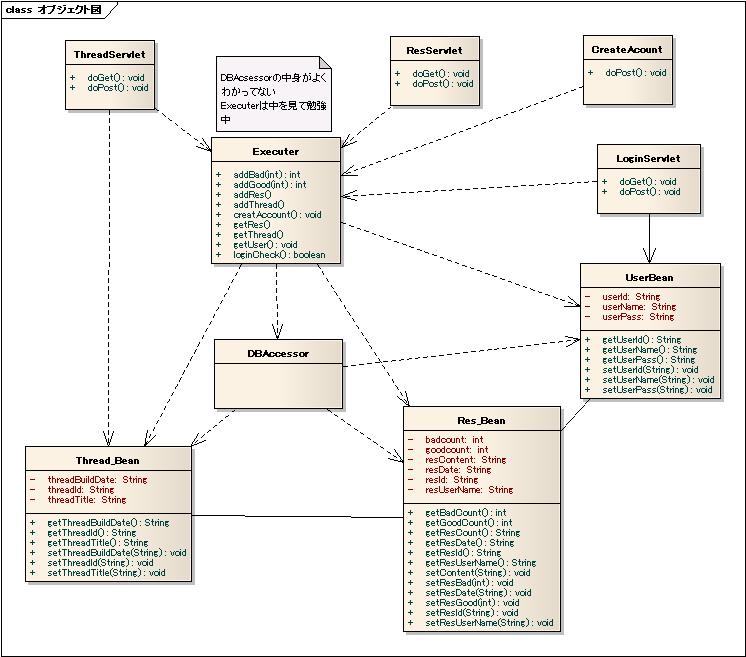 class オブジェクト図
ThreadServlet
+ doGet() : void
+ doPost() : void
DBAcsessorの中身がよく
わかってない
Executerは中を見て勉強
中
ResServlet
+ doGet() : void
+ doPost() : void
CreateAcount
+ doPost() : void
Executer
+ addBad(int) : int
+ addGood(int) : int
+ addRes()
+ addThread()
+ creatAccount() : void
+ getRes()
+ getThread()
+ getUser() : void
+ loginCheck() : boolean
LoginServlet
+ doGet() : void
+ doPost() : void
UserBean
- userId: String
- userName: String
- userPass: String
+ getUserId() : String
+ getUserName() : String
+ getUserPass() : String
+ setUserId(String) : void
+ setUserName(String) : void
+ setUserPass(String) : void
DBAccessor
Thread_Bean
- threadBuildDate: String
- threadId: String
- threadTitle: String
+ getThreadBuildDate() : String
+ getThreadId() : String
+ getThreadTitle() : String
+ setThreadBuildDate(String) : void
+ setThreadId(String) : void
+ setThreadTitle(String) : void
Res_Bean
- badcount: int
- goodcount: int
- resContent: String
- resDate: String
- resId: String
- resUserName: String
+ getBadCount() : int
+ getGoodCount() : int
+ getResCount() : String
+ getResDate() : String
+ getResId() : String
+ getResUserName() : String
+ setContent(String) : void
+ setResBad(int) : void
+ setResDate(String) : void
+ setResGood(int) : void
+ setResId(String) : void
+ setResUserName(String) : void